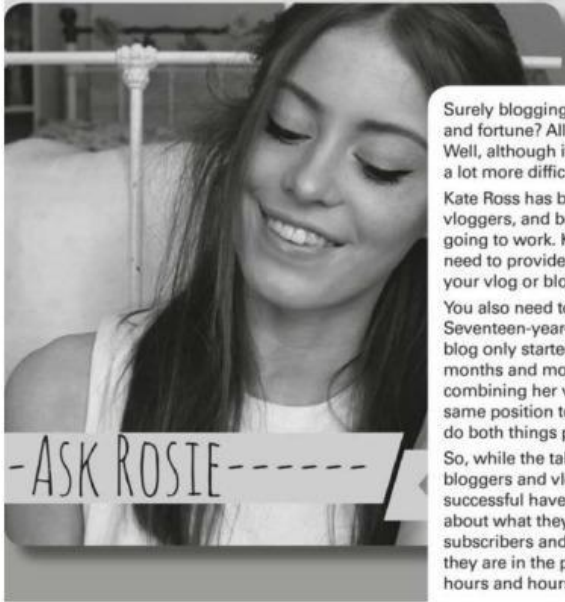 Surely blogging
and fortune? All
Well, although i
a lot more diffic
Kate Ross has b
vloggers, and b
going to work. K
need to provide
your vlog or blo
You also need to
Seventeen-year
blog only starte
months and mo
combining her v
same position to
do both things p
So, while the tal
bloggers and vl
successful have
about what they
subscribers and
they are in the p
hours and hours
-ASK ROSIE------